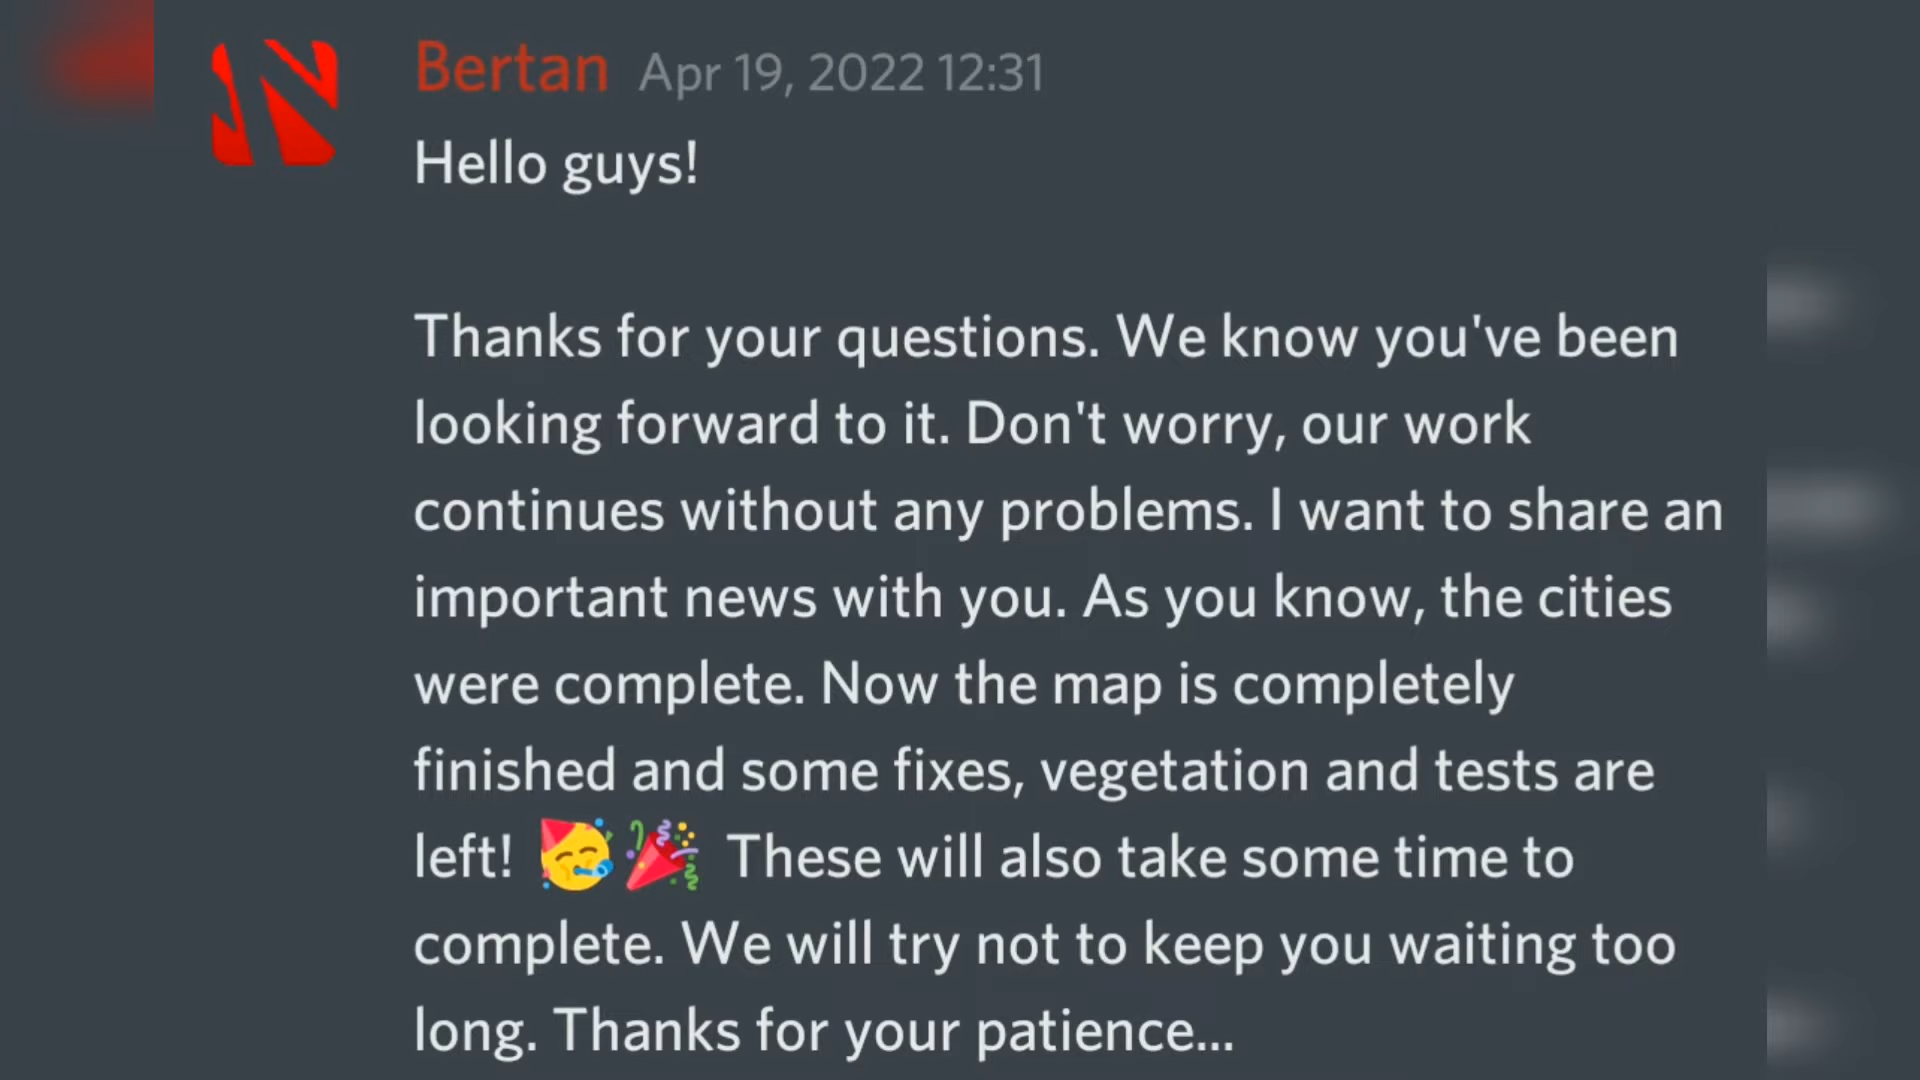 Bertan Apr 19, 2022 12:31
Hello guys!
Thanks for your questions. We know you've been
looking forward to it. Don't worry, our work
continues without any problems. I want to share an
important news with you. As you know, the cities
were complete. Now the map is completely
finished and some fixes, vegetation and tests are
left! 🥳🎉 These will also take some time to
complete. We will try not to keep you waiting too
long. Thanks for your patience...